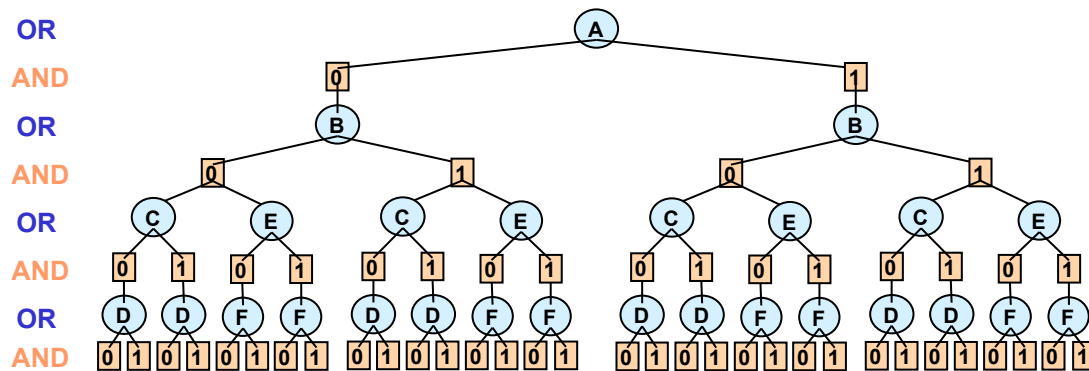 OR A
AND 0 1
OR B B
AND 0 1 0 1
OR C E C E C E C E
AND 0 1 0 1 0 1 0 1 0 1 0 1 0 1 0 1
OR D D F F D D F F D D F F D D F F
AND 0 1 0 1 0 1 0 1 0 1 0 1 0 1 0 1 0 1 0 1 0 1 0 1 0 1 0 1 0 1 0 1